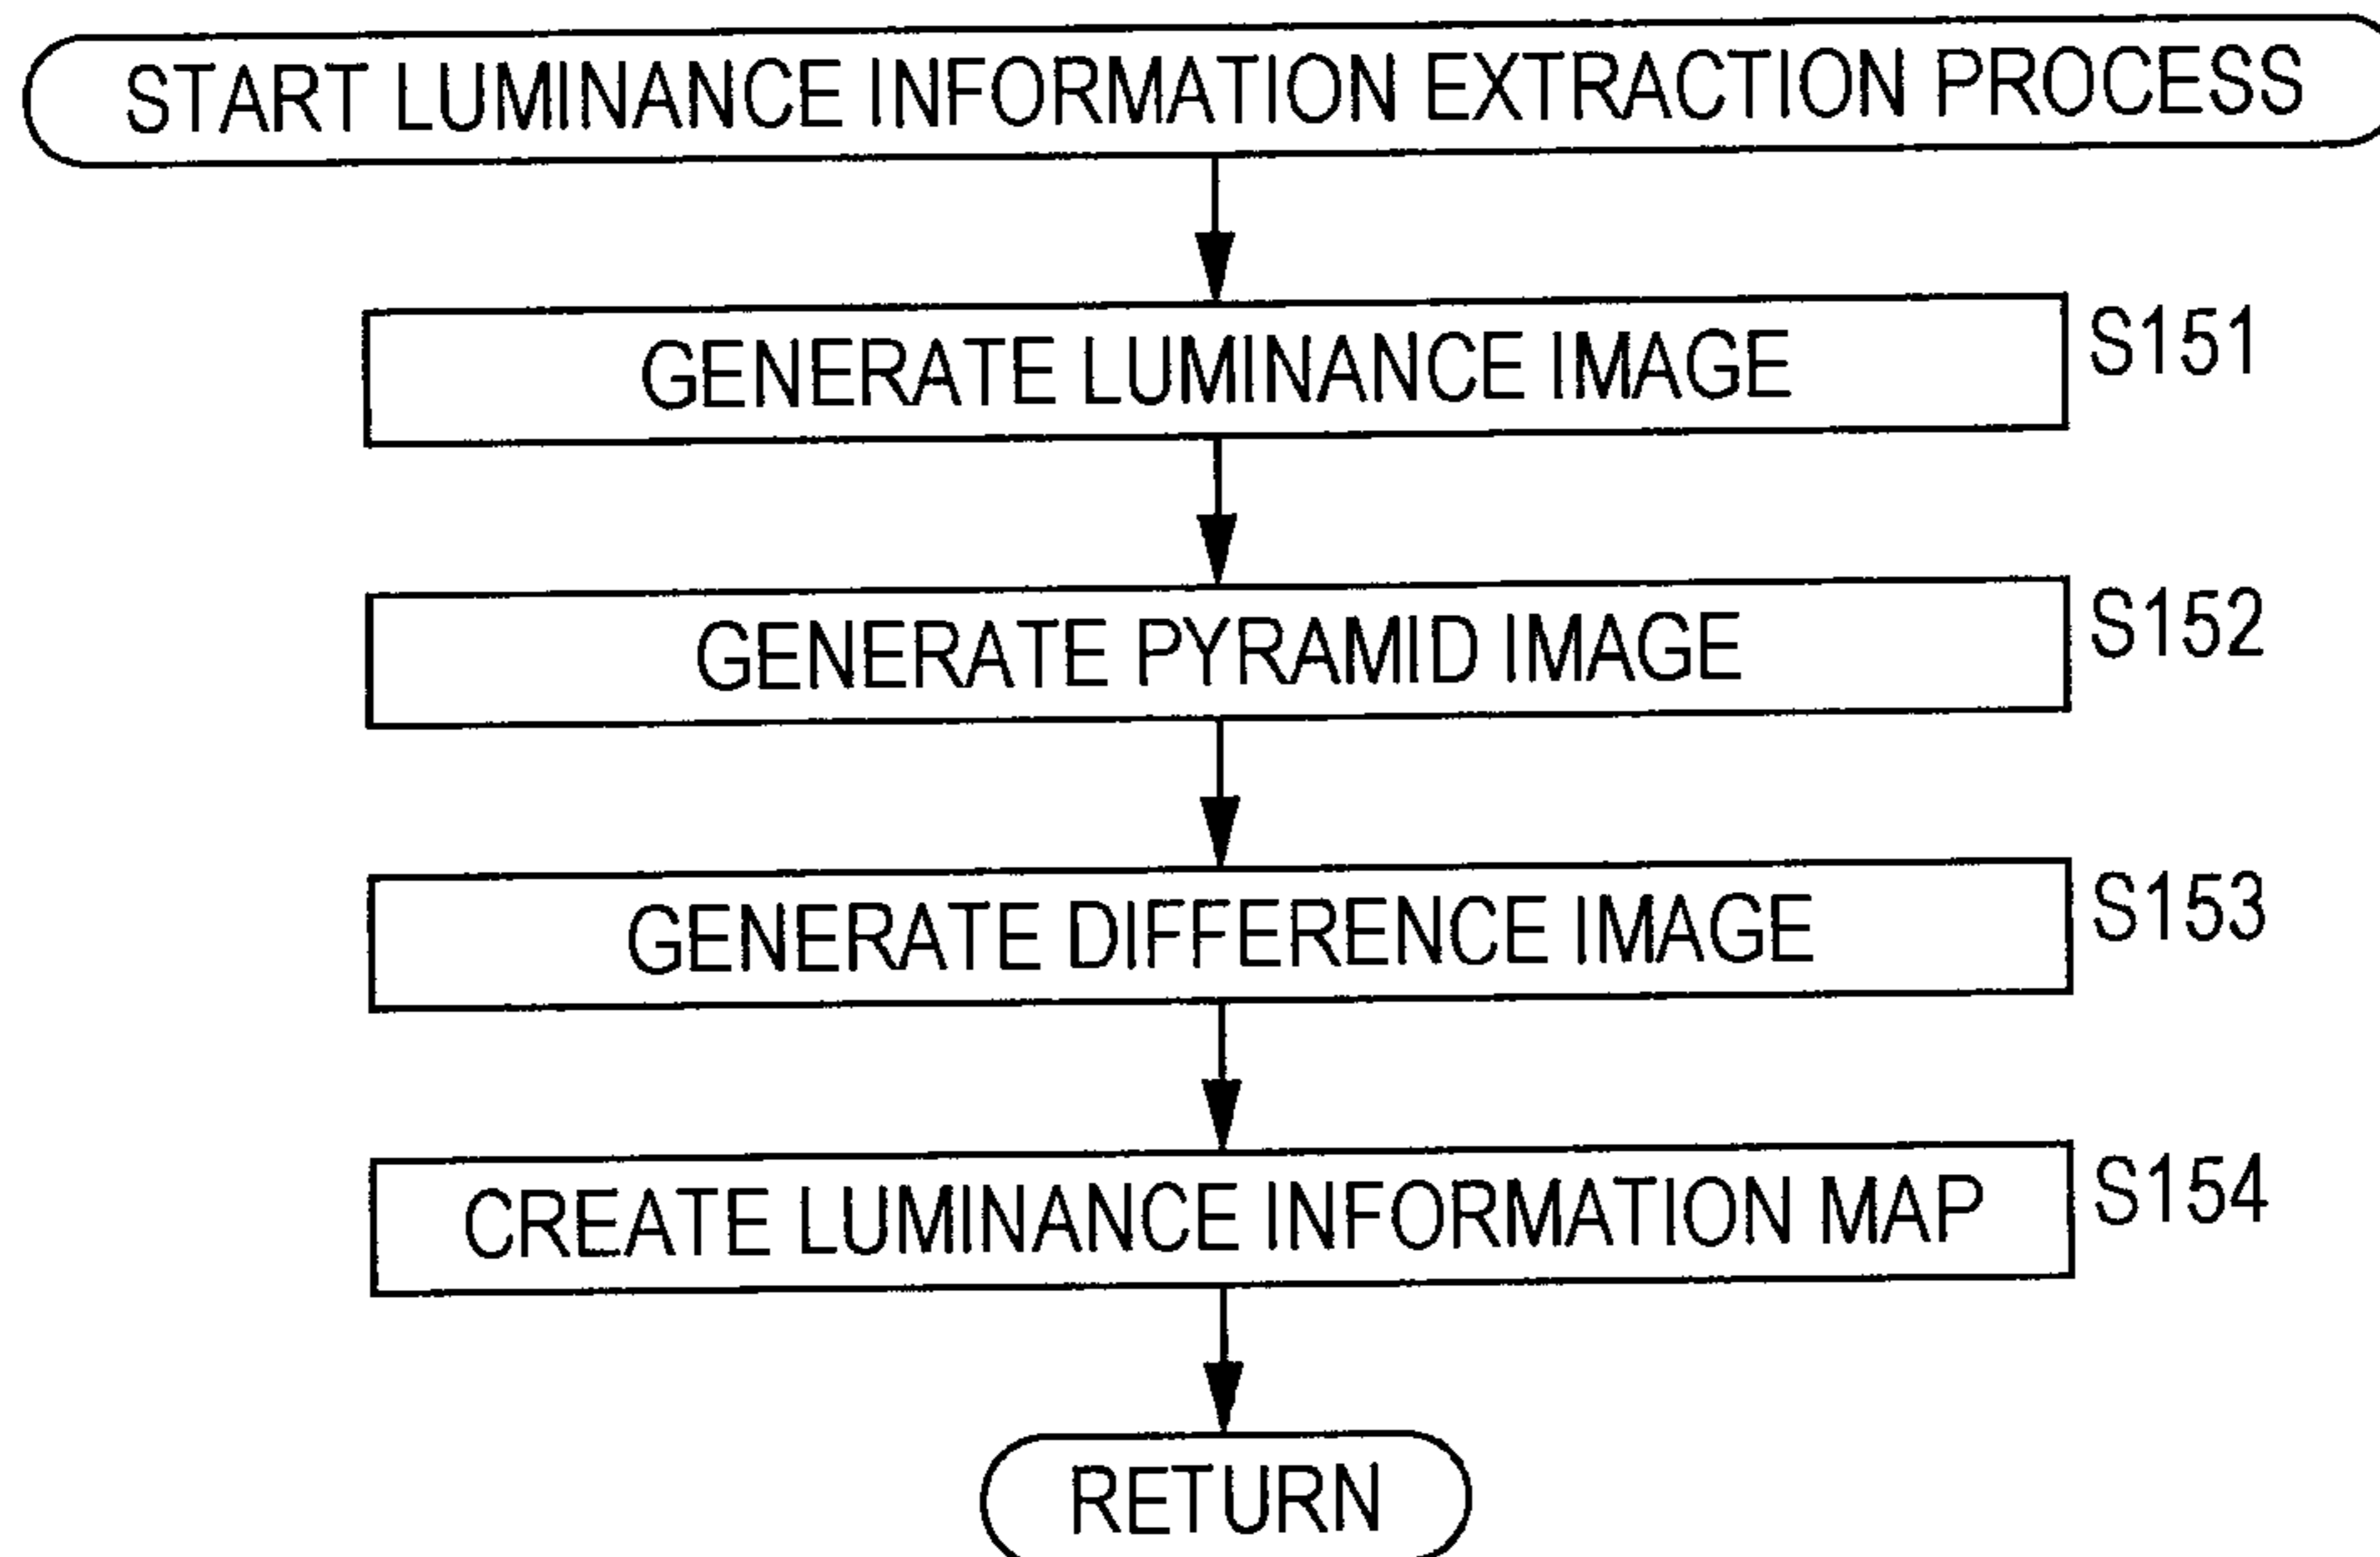 START LUMINANCE INFORMATION EXTRACTION PROCESS
GENERATE LUMINANCE IMAGE S151
GENERATE PYRAMID IMAGE S152
GENERATE DIFFERENCE IMAGE S153
CREATE LUMINANCE INFORMATION MAP S154
RETURN